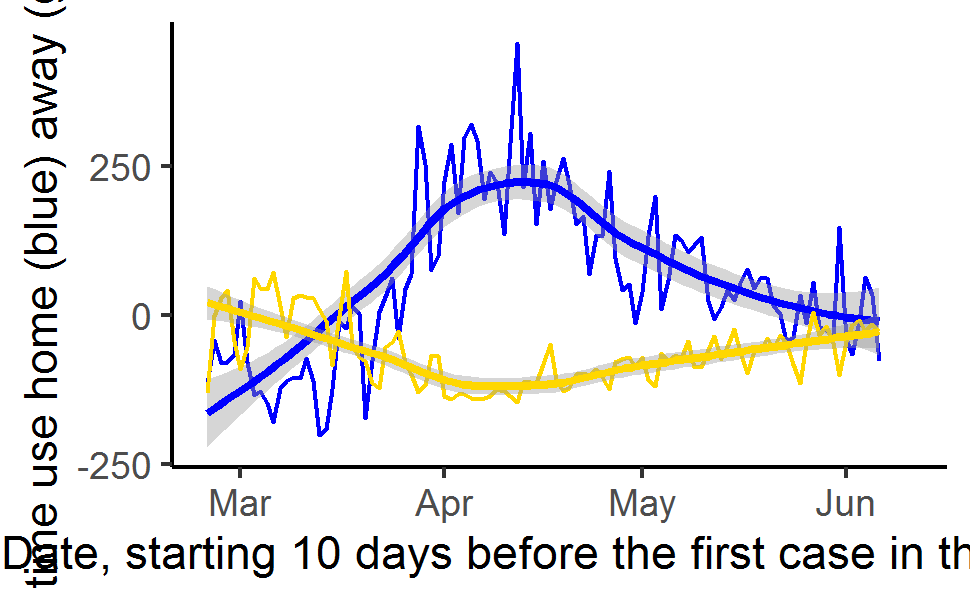 time use home (blue) away (
250
0
-250
Mar Apr May Jun
Date, starting 10 days before the first case in th